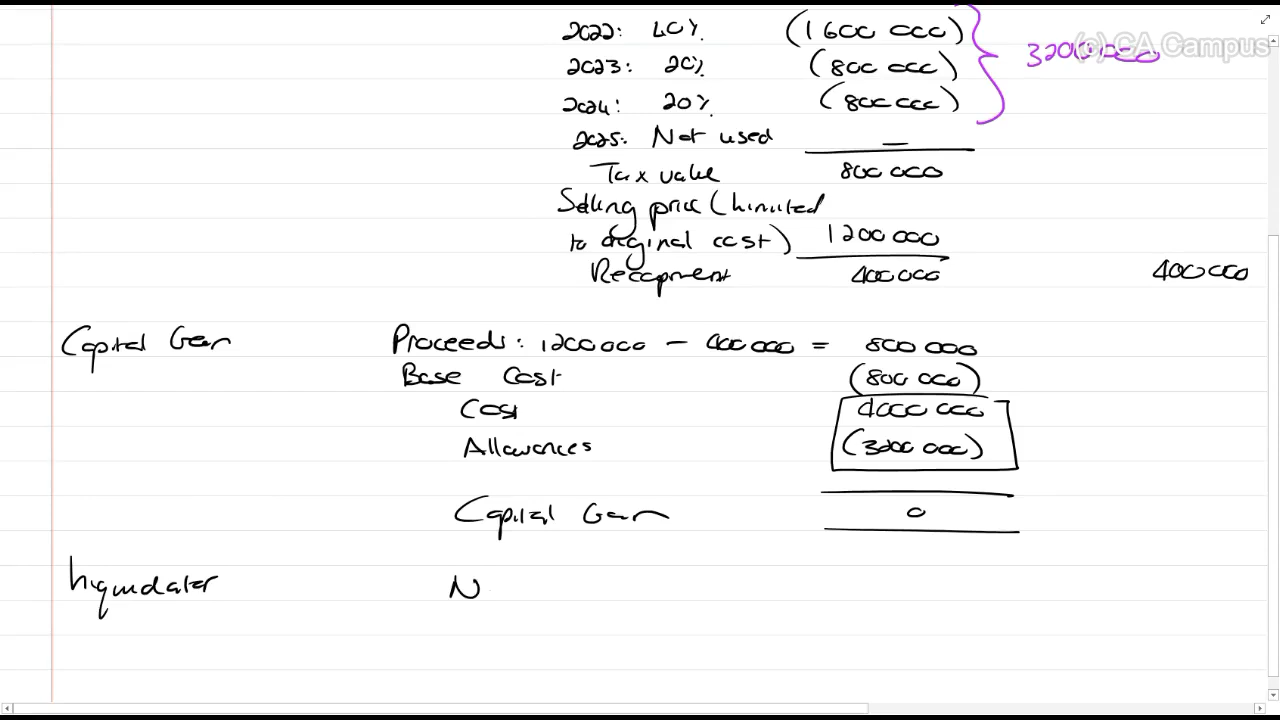 2022: 40% (1 600 000)
(c) CA Campus
3200 000
2023: 20% (800 000)
2024: 20% (800 000)
2025: Not used —
Tax value 800 000
Selling price (limited
to original cost) 1 200 000
Recoupment 400 000 400 000
Capital Gain Proceeds: 1200 000 - 400 000 = 800 000
Base Cost (800 000)
Cost 4000 000
Allowances (3200 000)
Capital Gain 0
Liquidator N